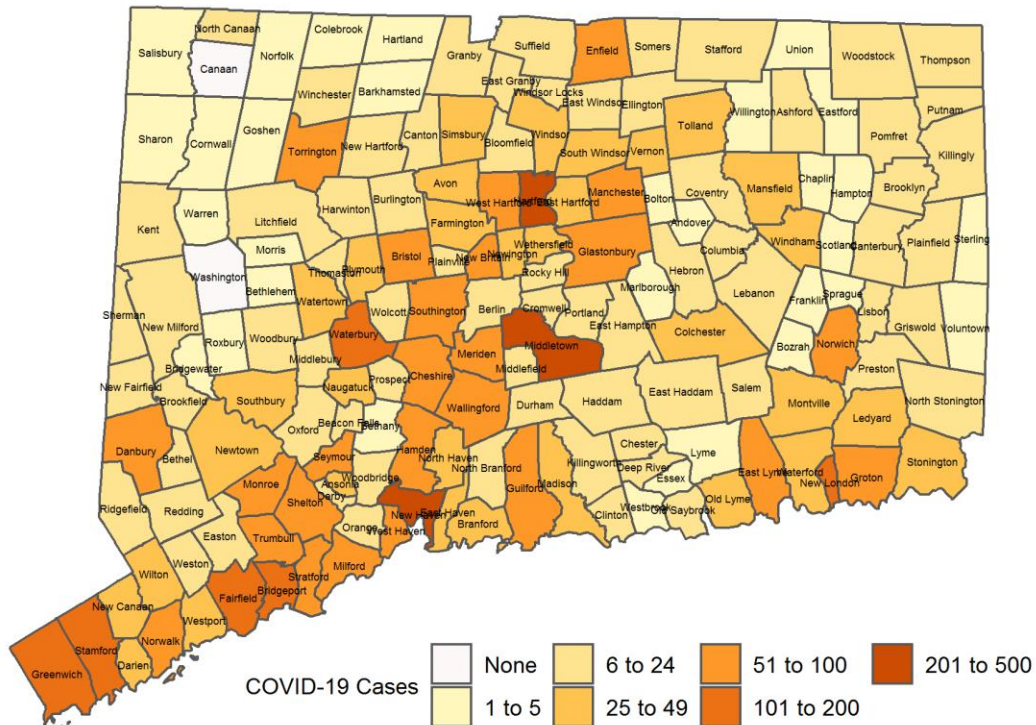 North Canaan
Colebrook
Hartland
Suffield
Enfield
Somers
Stafford
Union
Woodstock
Thompson
Salisbury
Canaan
Norfolk
Granby
East Granby
Windsor Locks
Winchester
Barkhamsted
East Windsor
Ellington
Willington
Ashford
Eastford
Putnam
Sharon
Cornwall
Goshen
Torrington
New Hartford
Canton
Simsbury
Bloomfield
Windsor
South Windsor
Vernon
Tolland
Pomfret
Killingly
Avon
West Hartford
Hartford
East Hartford
Manchester
Bolton
Coventry
Mansfield
Chaplin
Hampton
Brooklyn
Kent
Warren
Litchfield
Harwinton
Burlington
Farmington
Andover
Morris
Bristol
Plainville
New Britain
Newington
Wethersfield
Glastonbury
Columbia
Windham
Scotland
Canterbury
Plainfield
Sterling
Washington
Bethlehem
Thomaston
Plymouth
Rocky Hill
Hebron
Marlborough
Sherman
New Milford
Watertown
Wolcott
Southington
Berlin
Cromwell
Portland
East Hampton
Lebanon
Franklin
Sprague
Lisbon
Griswold
Voluntown
Roxbury
Woodbury
Waterbury
Middletown
Colchester
Bozrah
Norwich
Bridgewater
Middlebury
Meriden
Middlefield
Preston
New Fairfield
Brookfield
Southbury
Naugatuck
Prospect
Cheshire
Wallingford
Durham
Haddam
East Haddam
Salem
Montville
Ledyard
North Stonington
Oxford
Beacon Falls
Bethany
Danbury
Bethel
Newtown
Seymour
Hamden
North Haven
North Branford
Guilford
Madison
Killingworth
Chester
Deep River
Essex
Lyme
East Lyme
Waterford
New London
Groton
Stonington
Monroe
Shelton
Ansonia
Derby
Woodbridge
Ridgefield
Redding
Easton
Trumbull
Orange
New Haven
East Haven
West Haven
Branford
Clinton
Westbrook
Old Saybrook
Old Lyme
Wilton
Weston
Stratford
Milford
Fairfield
Bridgeport
New Canaan
Westport
Norwalk
Darien
Stamford
Greenwich
COVID-19 Cases
None
6 to 24
51 to 100
201 to 500
1 to 5
25 to 49
101 to 200